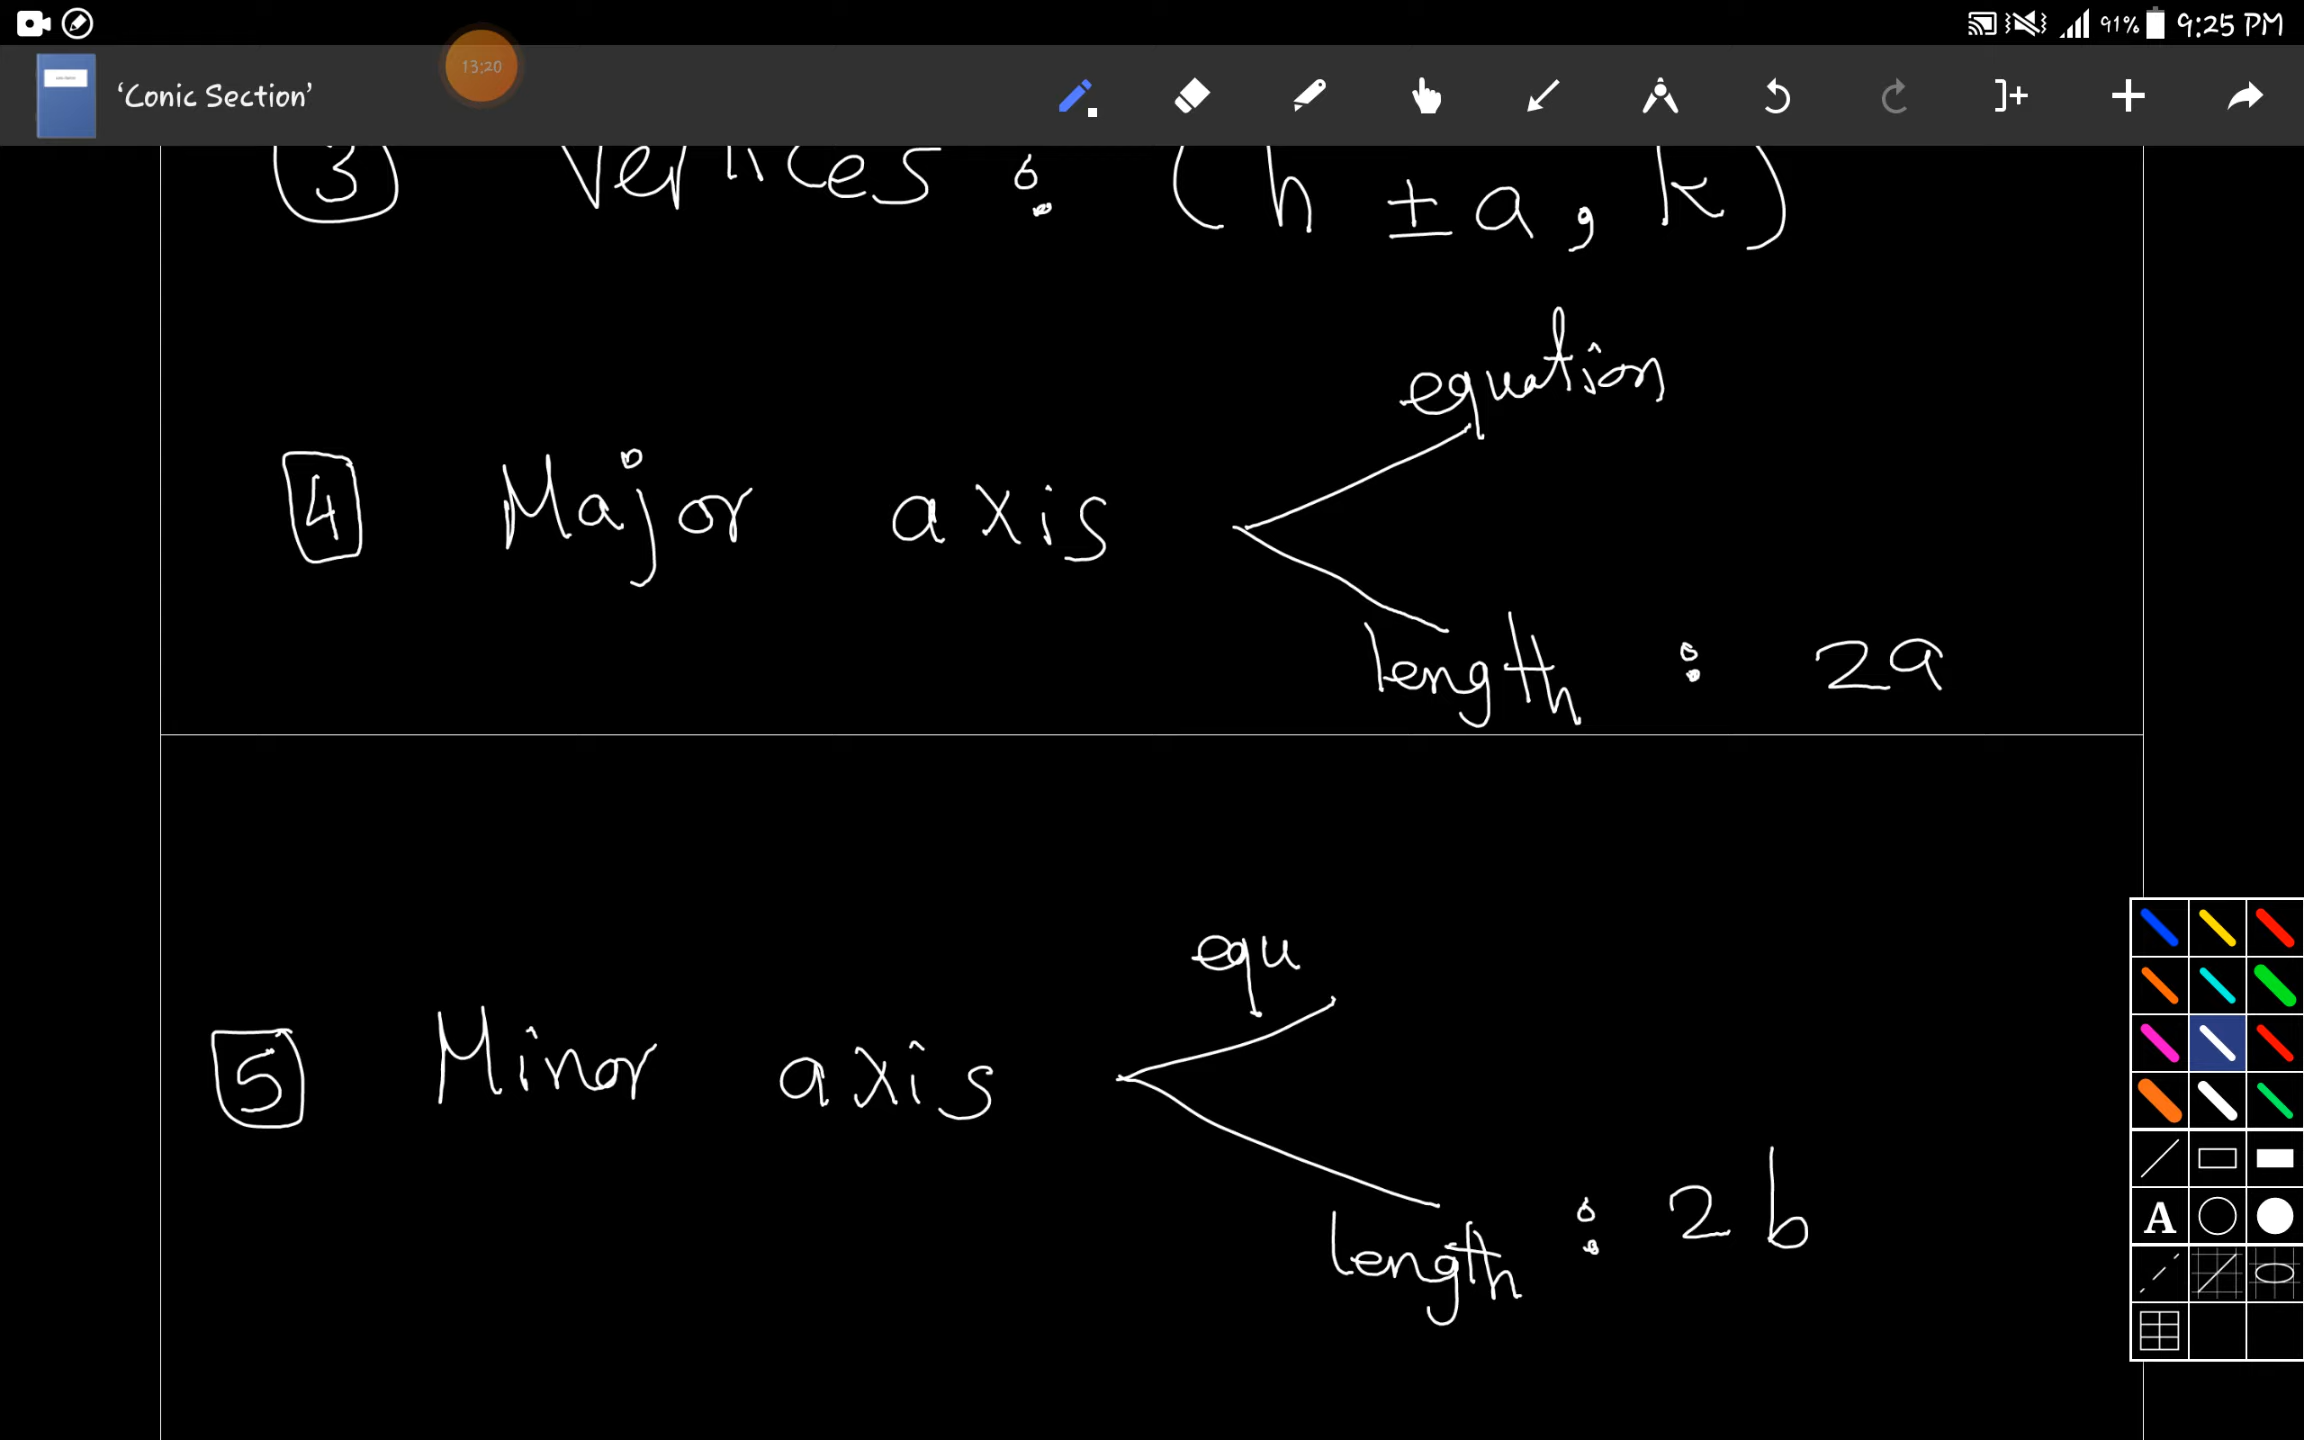 91% 9:25 PM
'Conic Section'
13:20
]+
3 Vertices : (h ± a, k)
equation
4 Major axis
length : 2a
equ
5 Minor axis
length : 2b
A